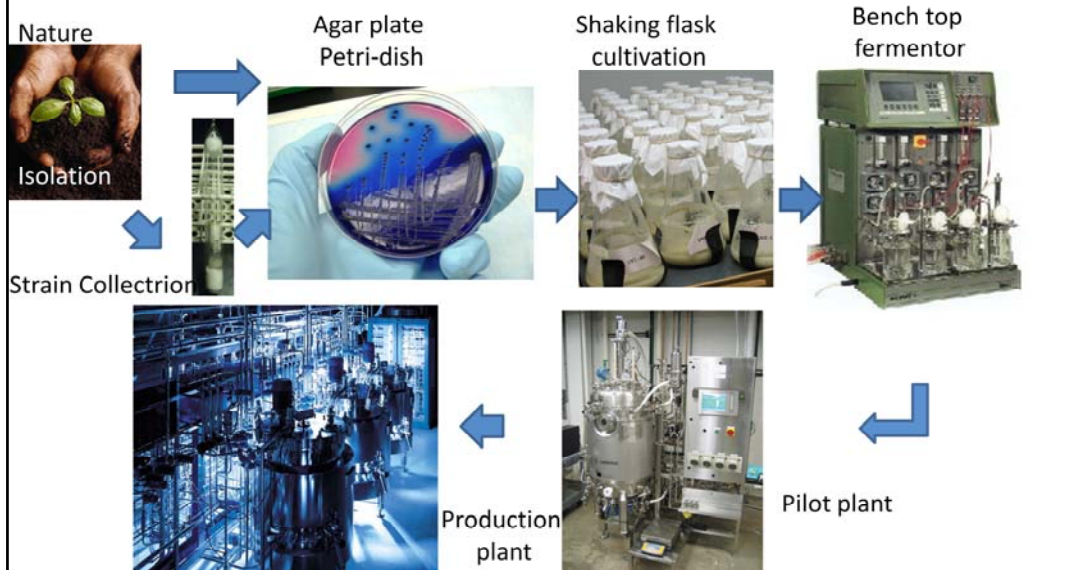 Nature
Isolation
Strain Collectrion
Agar plate
Petri-dish
Shaking flask
cultivation
Bench top
fermentor
Pilot plant
Production
plant